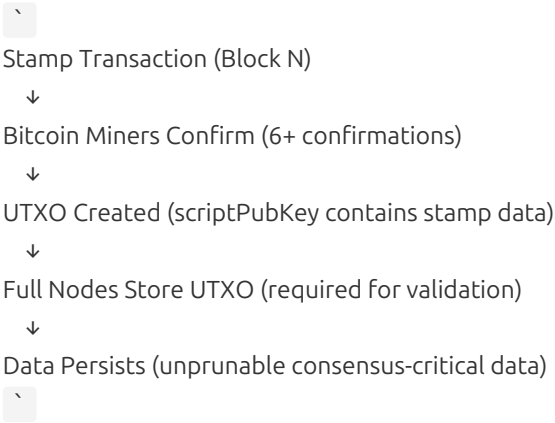 `
Stamp Transaction (Block N)
↓
Bitcoin Miners Confirm (6+ confirmations)
↓
UTXO Created (scriptPubKey contains stamp data)
↓
Full Nodes Store UTXO (required for validation)
↓
Data Persists (unprunable consensus-critical data)
`